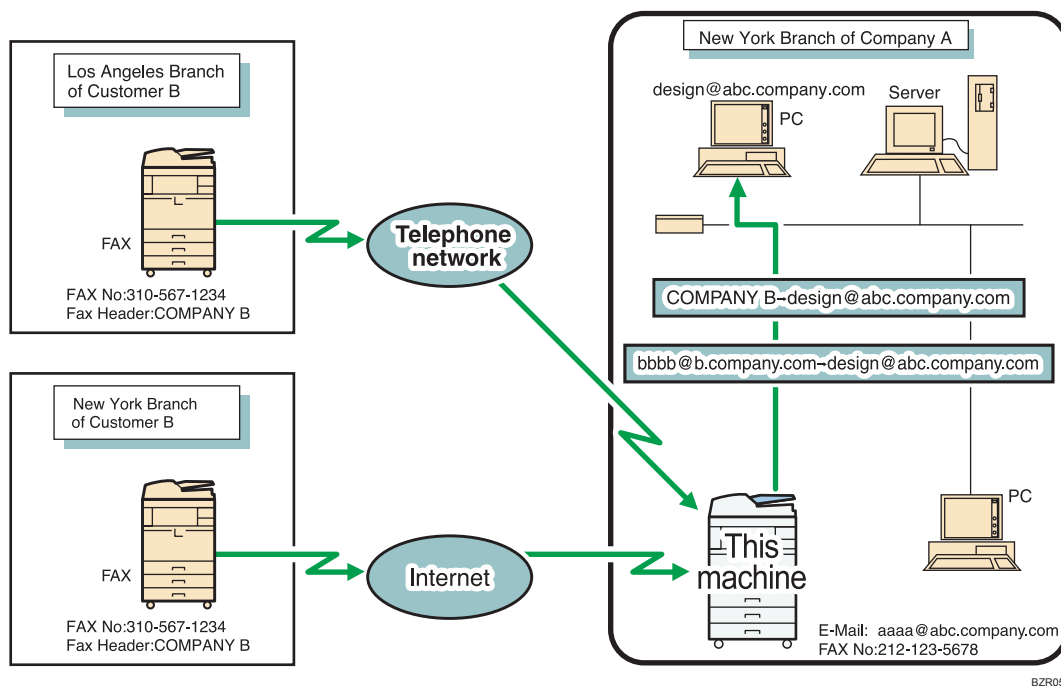 Los Angeles Branch
of Customer B
FAX
FAX No:310-567-1234
Fax Header:COMPANY B
New York Branch
of Customer B
FAX
FAX No:310-567-1234
Fax Header:COMPANY B
Telephone
network
Internet
New York Branch of Company A
design@abc.company.com
PC
Server
COMPANY B→design@abc.company.com
bbbb@b.company.com→design@abc.company.com
PC
This
machine
E-Mail: aaaa@abc.company.com
FAX No:212-123-5678